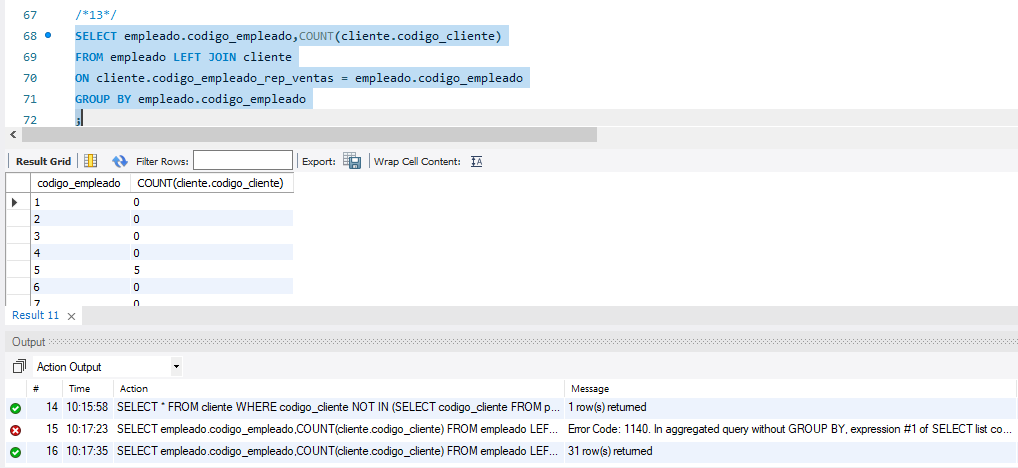 67 /*13*/
68 SELECT empleado.codigo_empleado,COUNT(cliente.codigo_cliente)
69 FROM empleado LEFT JOIN cliente
70 ON cliente.codigo_empleado_rep_ventas = empleado.codigo_empleado
71 GROUP BY empleado.codigo_empleado
72 ;
Result Grid Filter Rows: Export: Wrap Cell Content:
codigo_empleado COUNT(cliente.codigo_cliente)
1 0
2 0
3 0
4 0
5 5
6 0
7 0
Result 11
Output
Action Output
# Time Action Message
14 10:15:58 SELECT * FROM cliente WHERE codigo_cliente NOT IN (SELECT codigo_cliente FROM p... 1 row(s) returned
15 10:17:23 SELECT empleado.codigo_empleado,COUNT(cliente.codigo_cliente) FROM empleado LEF... Error Code: 1140. In aggregated query without GROUP BY, expression #1 of SELECT list co...
16 10:17:35 SELECT empleado.codigo_empleado,COUNT(cliente.codigo_cliente) FROM empleado LEF... 31 row(s) returned